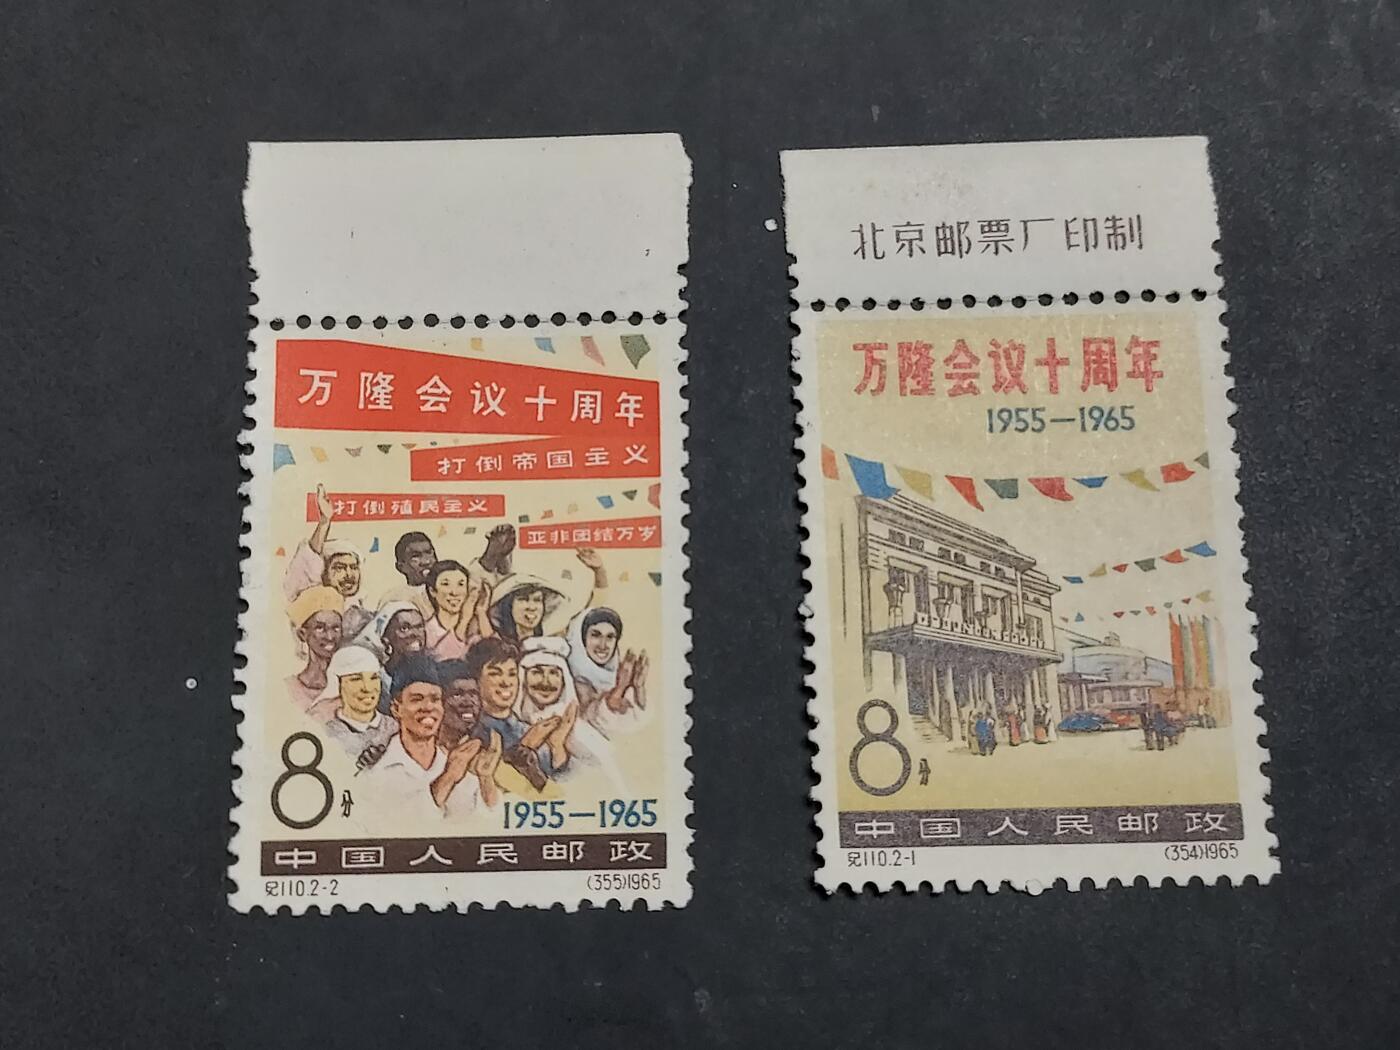 万隆会议十周年
打倒帝国主义
打倒殖民主义
亚非团结万岁
8分
1955—1965
中国人民邮政
纪110.2-2
(355)1965
北京邮票厂印制
万隆会议十周年
1955—1965
8分
中国人民邮政
纪110.2-1
(354)1965